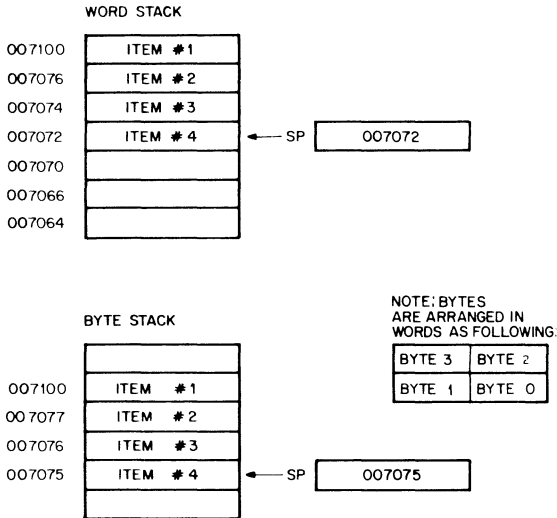 WORD STACK
007100 ITEM #1
007076 ITEM #2
007074 ITEM #3
007072 ITEM #4 SP 007072
007070
007066
007064
NOTE: BYTES
ARE ARRANGED IN
WORDS AS FOLLOWING:
BYTE 3 BYTE 2
BYTE 1 BYTE 0
BYTE STACK
007100 ITEM #1
007077 ITEM #2
007076 ITEM #3
007075 ITEM #4 SP 007075